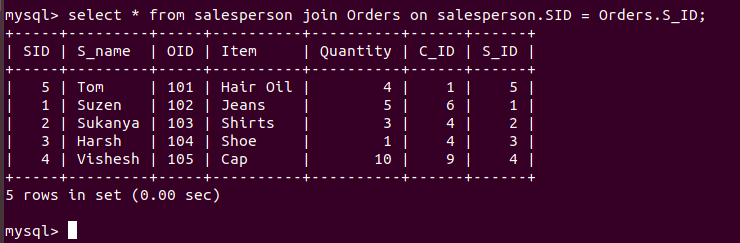 mysql> select * from salesperson join Orders on salesperson.SID = Orders.S_ID;
+-----+---------+-----+----------+----------+------+------+
| SID | S_name | OID | Item | Quantity | C_ID | S_ID |
+-----+---------+-----+----------+----------+------+------+
| 5 | Tom | 101 | Hair Oil | 4 | 1 | 5 |
| 1 | Suzen | 102 | Jeans | 5 | 6 | 1 |
| 2 | Sukanya | 103 | Shirts | 3 | 4 | 2 |
| 3 | Harsh | 104 | Shoe | 1 | 4 | 3 |
| 4 | Vishesh | 105 | Cap | 10 | 9 | 4 |
+-----+---------+-----+----------+----------+------+------+
5 rows in set (0.00 sec)
mysql>